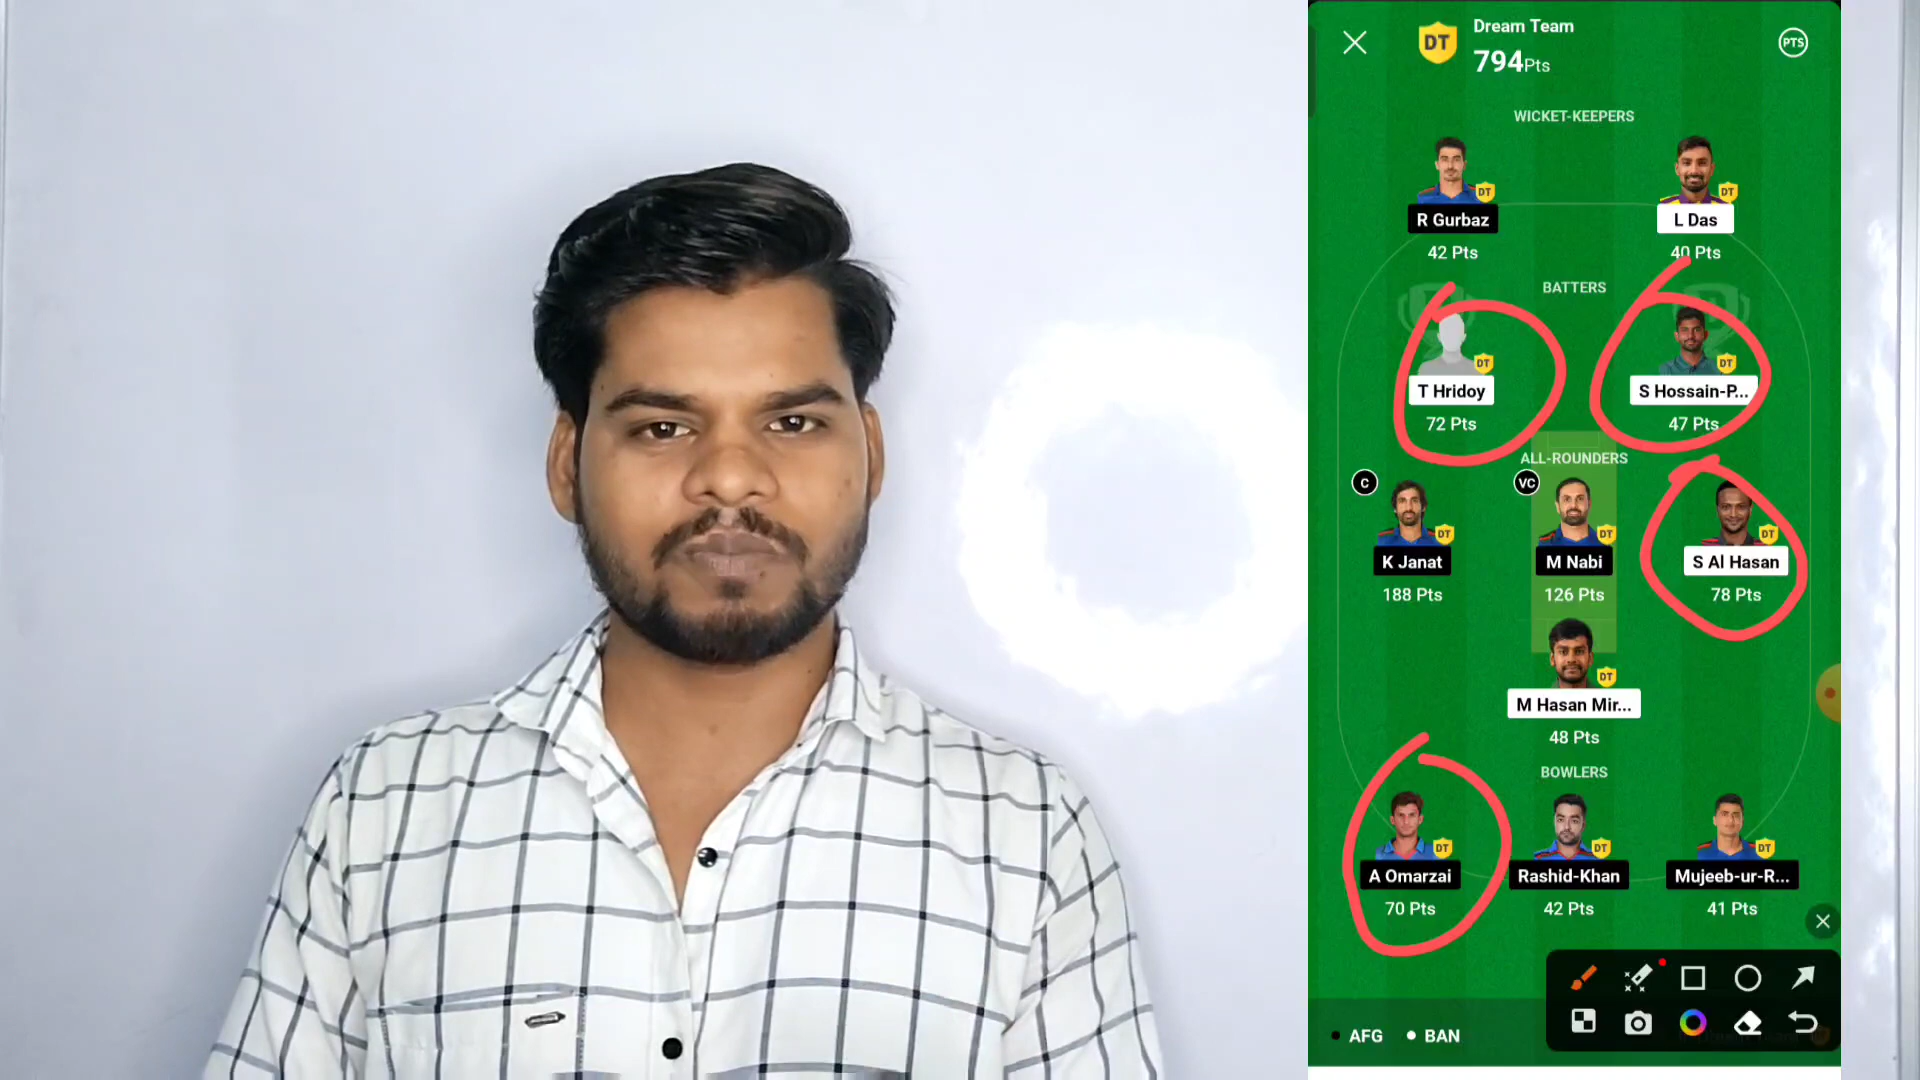 DT
Dream Team
794Pts
PTS
WICKET-KEEPERS
DT
DT
R Gurbaz
L Das
42 Pts
40 Pts
BATTERS
DT
DT
T Hridoy
S Hossain-P...
72 Pts
47 Pts
ALL-ROUNDERS
C
VC
DT
DT
DT
K Janat
M Nabi
S Al Hasan
188 Pts
126 Pts
78 Pts
DT
M Hasan Mir...
48 Pts
BOWLERS
DT
DT
DT
A Omarzai
Rashid-Khan
Mujeeb-ur-R...
70 Pts
42 Pts
41 Pts
AFG
BAN